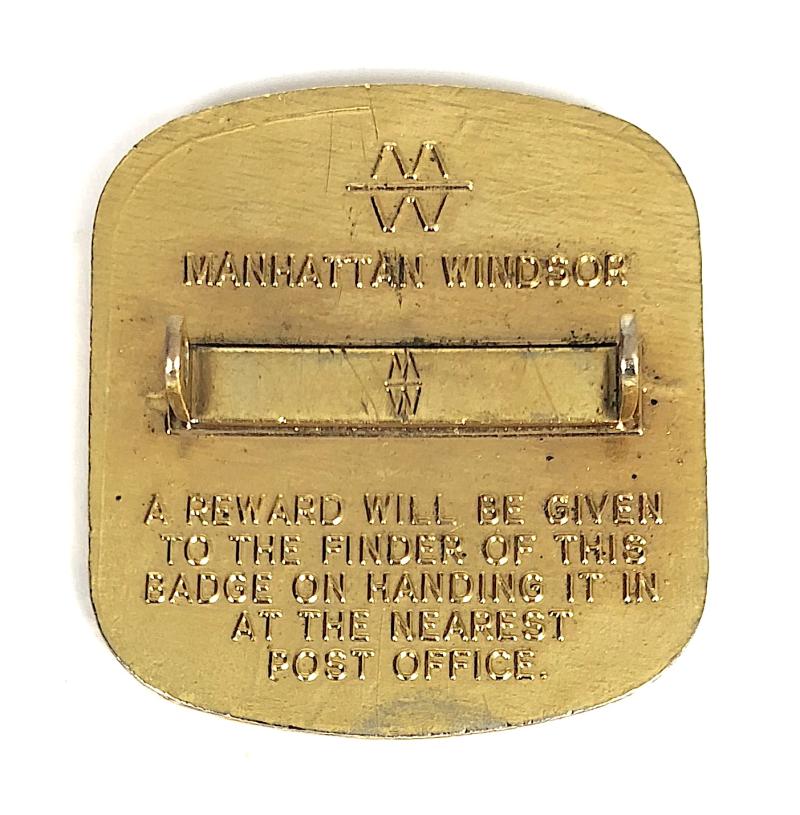 M
W
MANHATTAN WINDSOR
M
W
A REWARD WILL BE GIVEN
TO THE FINDER OF THIS
BADGE ON HANDING IT IN
AT THE NEAREST
POST OFFICE.